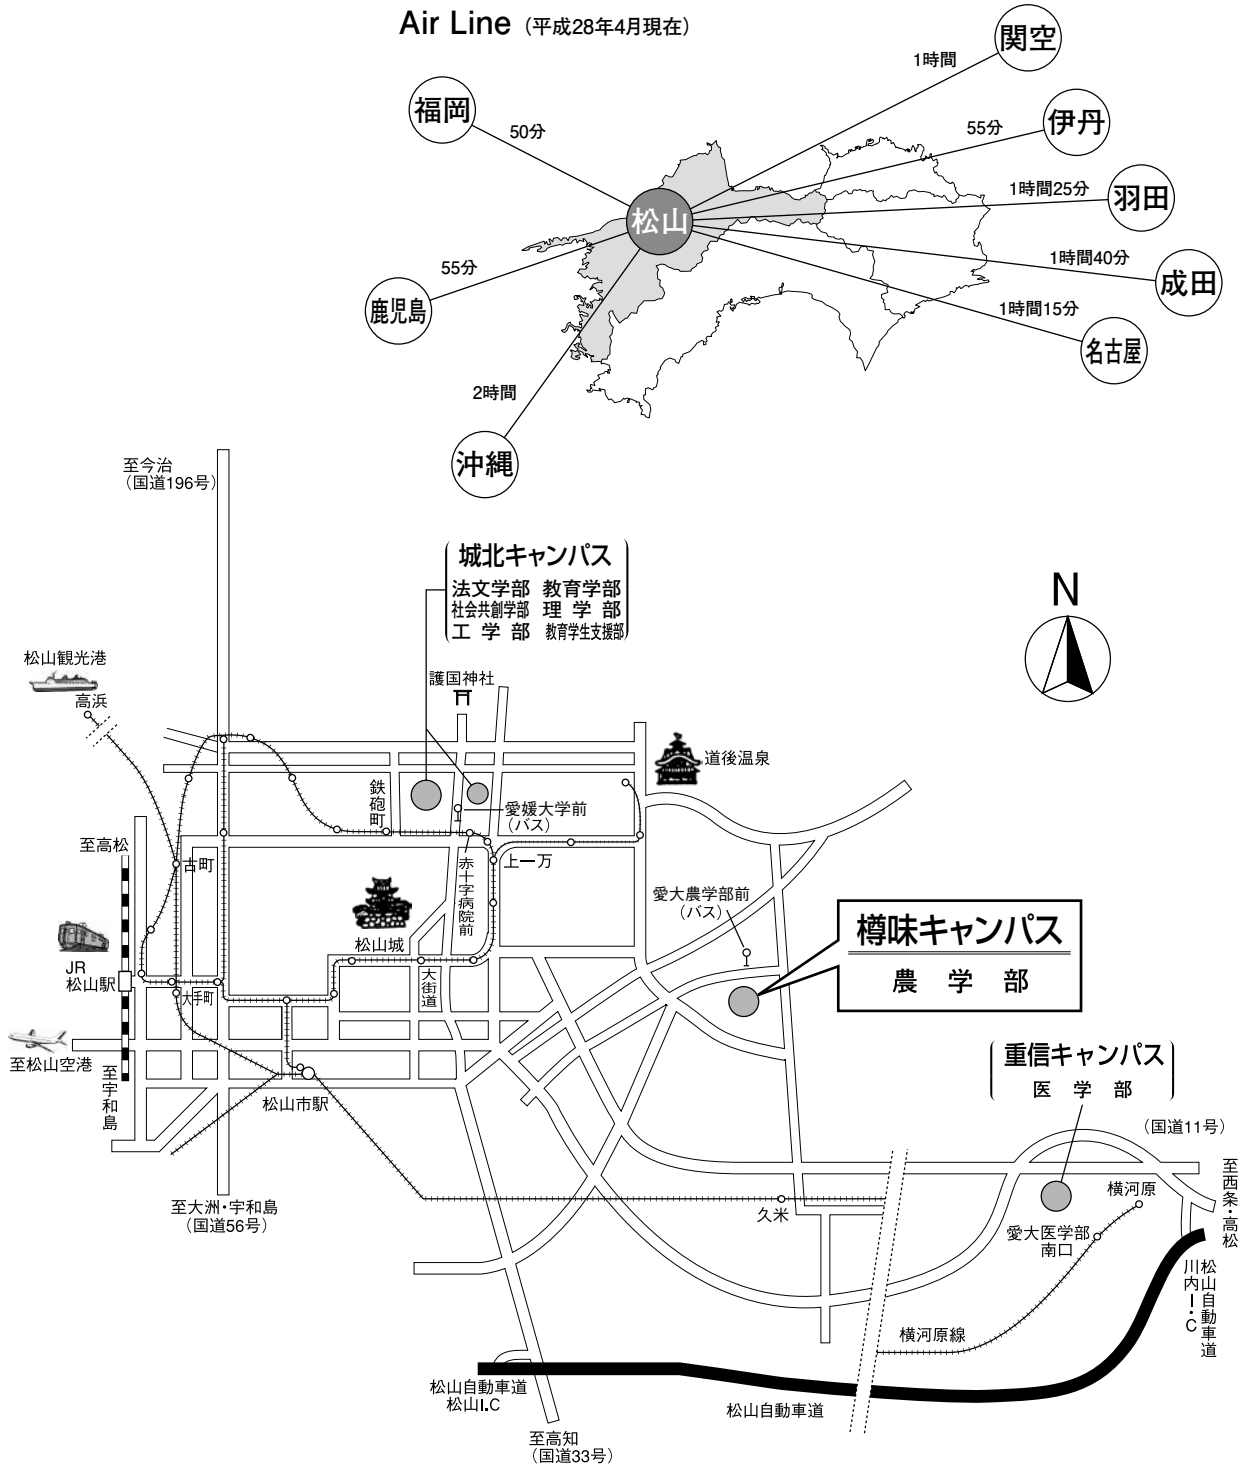 Air Line (平成28年4月現在)
関空
1時間
福岡
50分
伊丹
55分
羽田
1時間25分
松山
成田
1時間40分
鹿児島
55分
名古屋
1時間15分
沖縄
2時間
至今治
(国道196号)
城北キャンパス
法文学部 教育学部
社会共創学部 理学部
工学部 教育学生支援部
N
松山観光港
高浜
護国神社
道後温泉
鉄砲町
愛媛大学前
(バス)
至高松
古町
赤十字病院前
上一万
愛大農学部前
(バス)
樽味キャンパス
農学部
松山城
大街道
JR
松山駅
大手町
至松山空港
至宇和島
松山市駅
重信キャンパス
医学部
(国道11号)
至西条・高松
横河原
至大洲・宇和島
(国道56号)
久米
愛大医学部
南口
松山自動車道
川内I・C
横河原線
松山自動車道
松山I.C
松山自動車道
至高知
(国道33号)